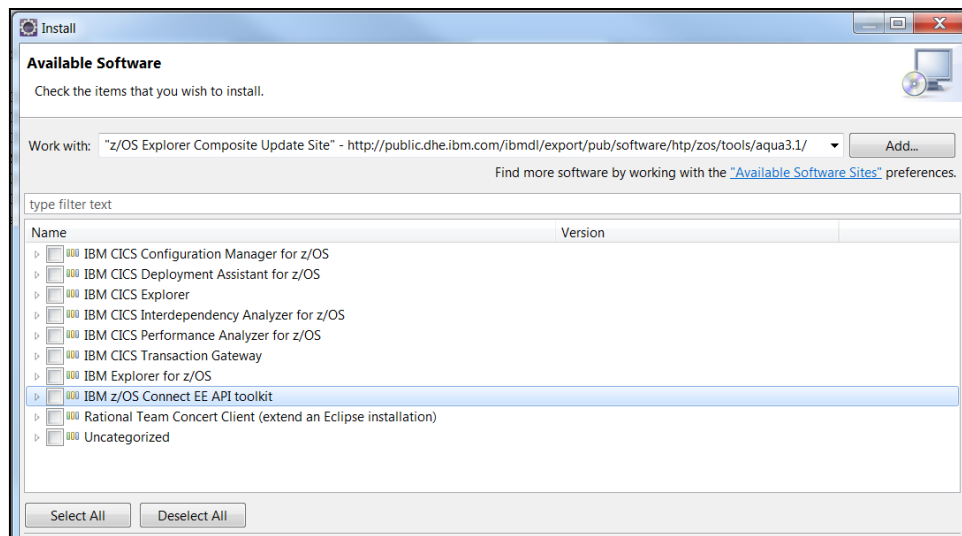 Install
Available Software
Check the items that you wish to install.
Work with: "z/OS Explorer Composite Update Site" - http://public.dhe.ibm.com/ibmdl/export/pub/software/htp/zos/tools/aqua3.1/ Add...
Find more software by working with the "Available Software Sites" preferences.
type filter text
Name Version
IBM CICS Configuration Manager for z/OS
IBM CICS Deployment Assistant for z/OS
IBM CICS Explorer
IBM CICS Interdependency Analyzer for z/OS
IBM CICS Performance Analyzer for z/OS
IBM CICS Transaction Gateway
IBM Explorer for z/OS
IBM z/OS Connect EE API toolkit
Rational Team Concert Client (extend an Eclipse installation)
Uncategorized
Select All Deselect All